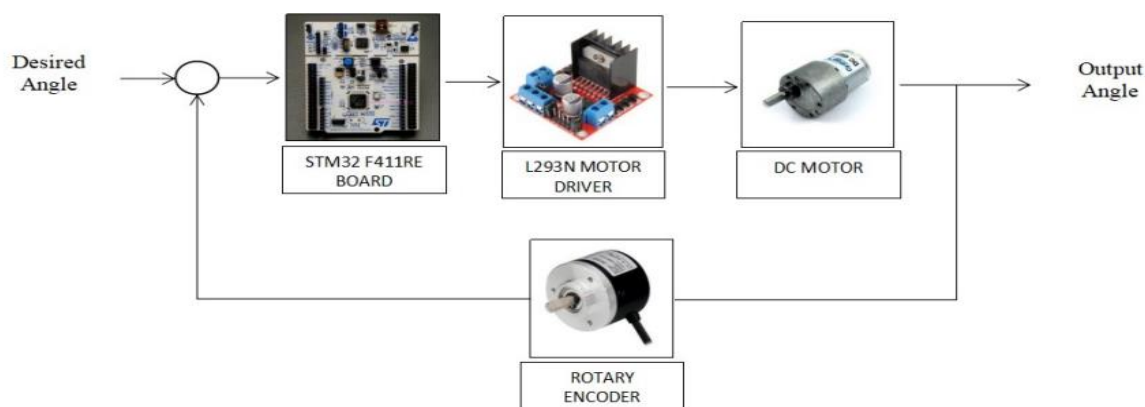 Desired
Angle
Output
Angle
STM32 F411RE
BOARD
L293N MOTOR
DRIVER
DC MOTOR
ROTARY
ENCODER